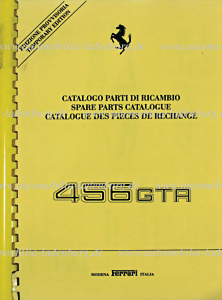 EDIZIONE PROVVISORIA
TEMPORARY EDITION
CATALOGO PARTI DI RICAMBIO
SPARE PARTS CATALOGUE
CATALOGUE DES PIECES DE RECHANGE
456 GTA
MODENA Ferrari ITALIA